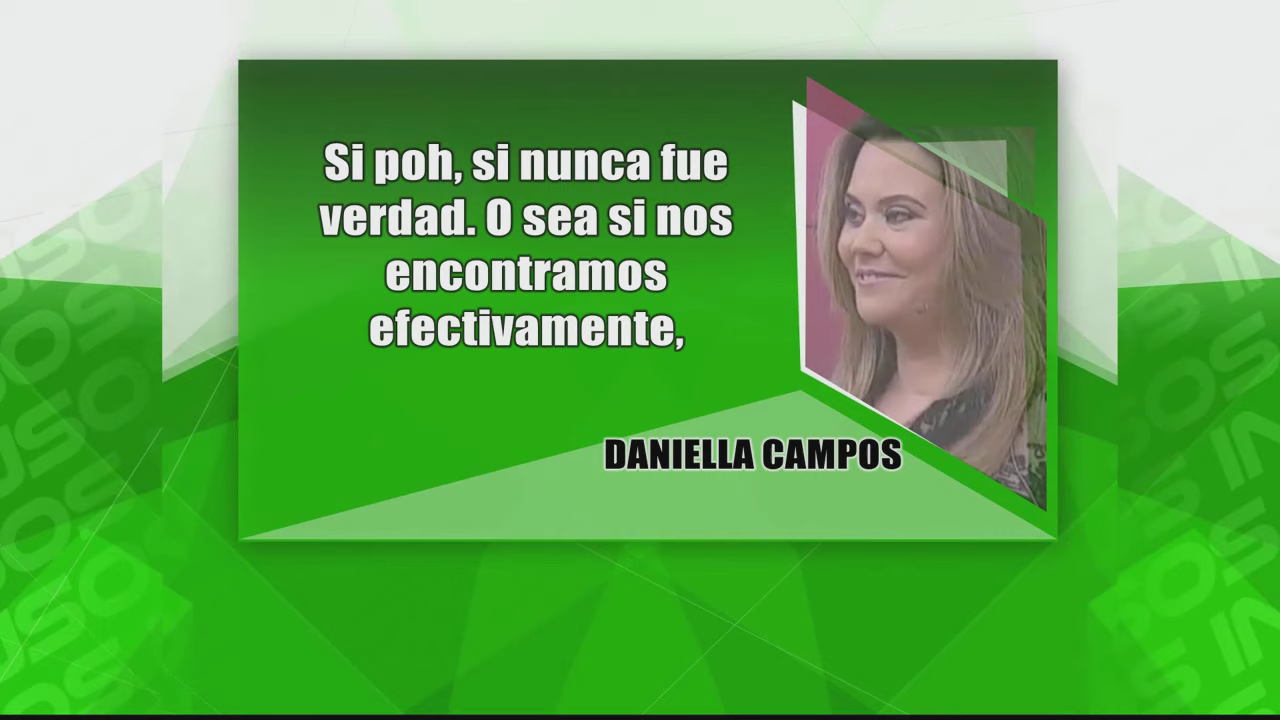 Si poh, si nunca fue
verdad. O sea si nos
encontramos
efectivamente,
DANIELLA CAMPOS